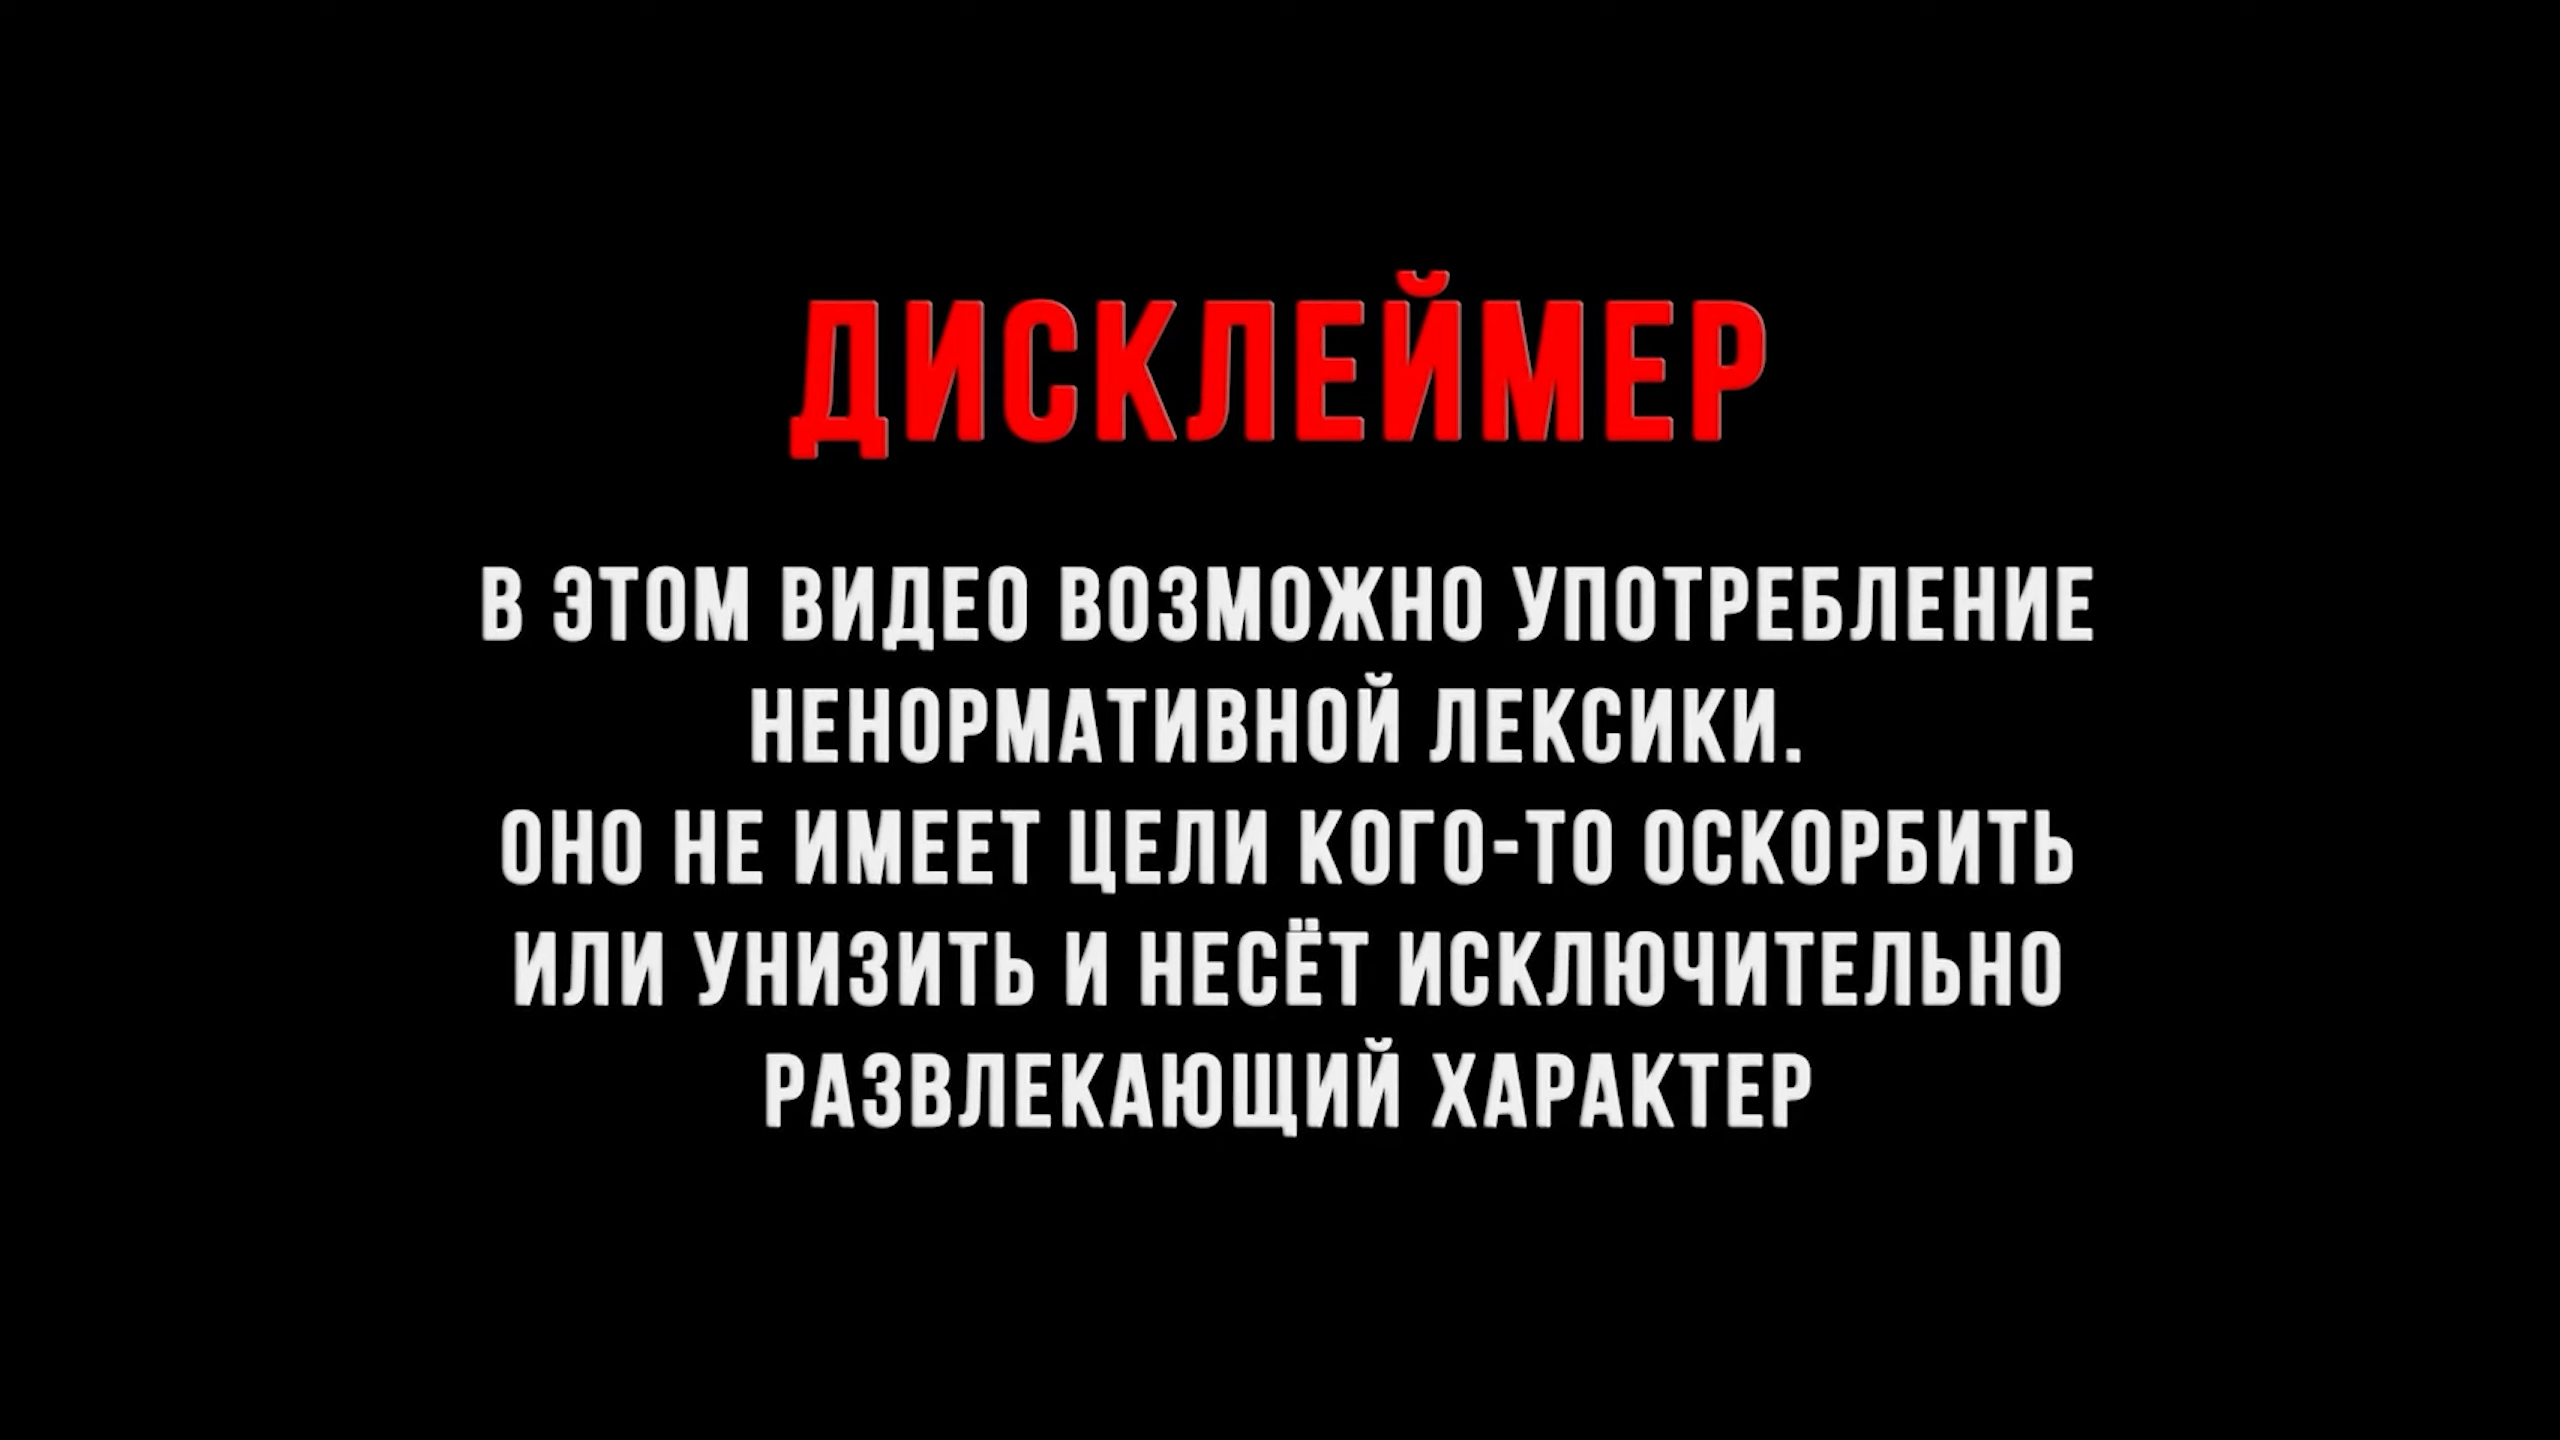 ДИСКЛЕЙМЕР
В ЭТОМ ВИДЕО ВОЗМОЖНО УПОТРЕБЛЕНИЕ
НЕНОРМАТИВНОЙ ЛЕКСИКИ.
ОНО НЕ ИМЕЕТ ЦЕЛИ КОГО-ТО ОСКОРБИТЬ
ИЛИ УНИЗИТЬ И НЕСЁТ ИСКЛЮЧИТЕЛЬНО
РАЗВЛЕКАЮЩИЙ ХАРАКТЕР